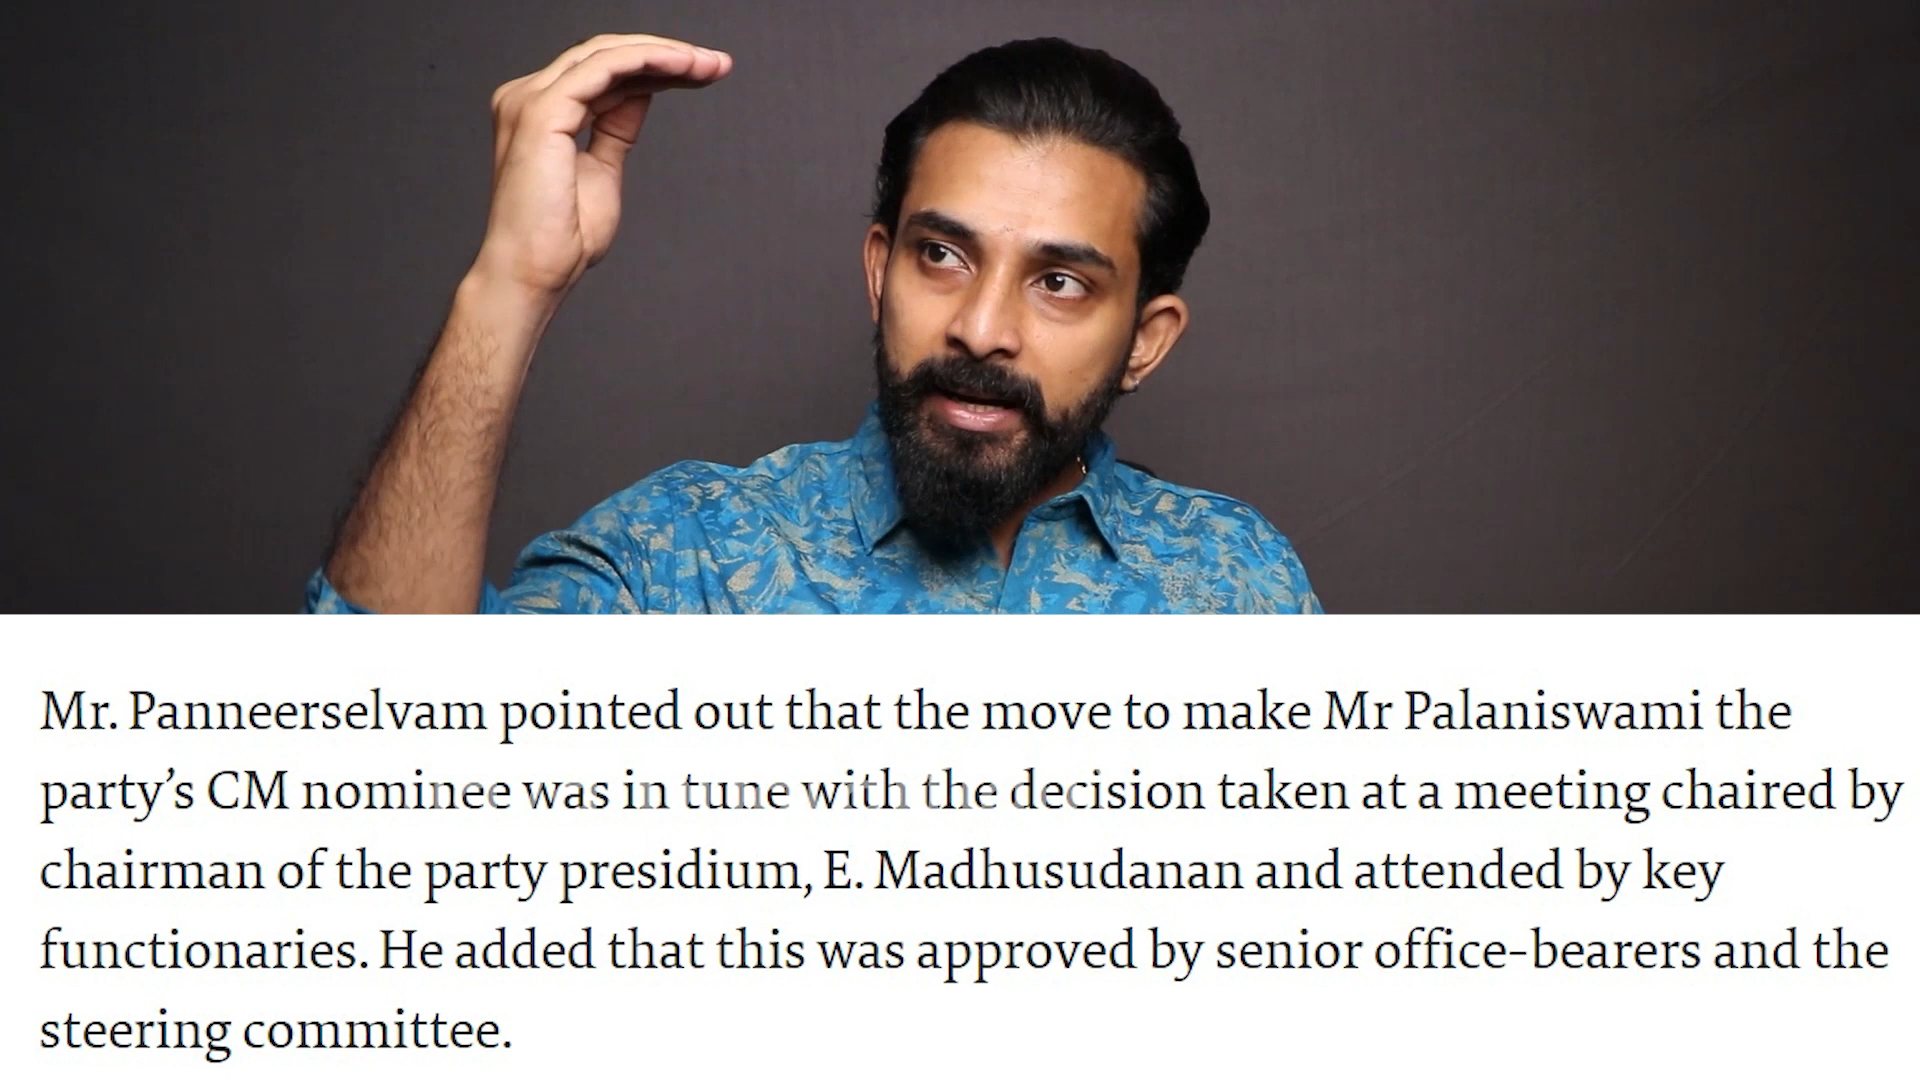 Mr. Panneerselvam pointed out that the move to make Mr Palaniswami the
party’s CM nominee was in tune with the decision taken at a meeting chaired by
chairman of the party presidium, E. Madhusudanan and attended by key
functionaries. He added that this was approved by senior office-bearers and the
steering committee.